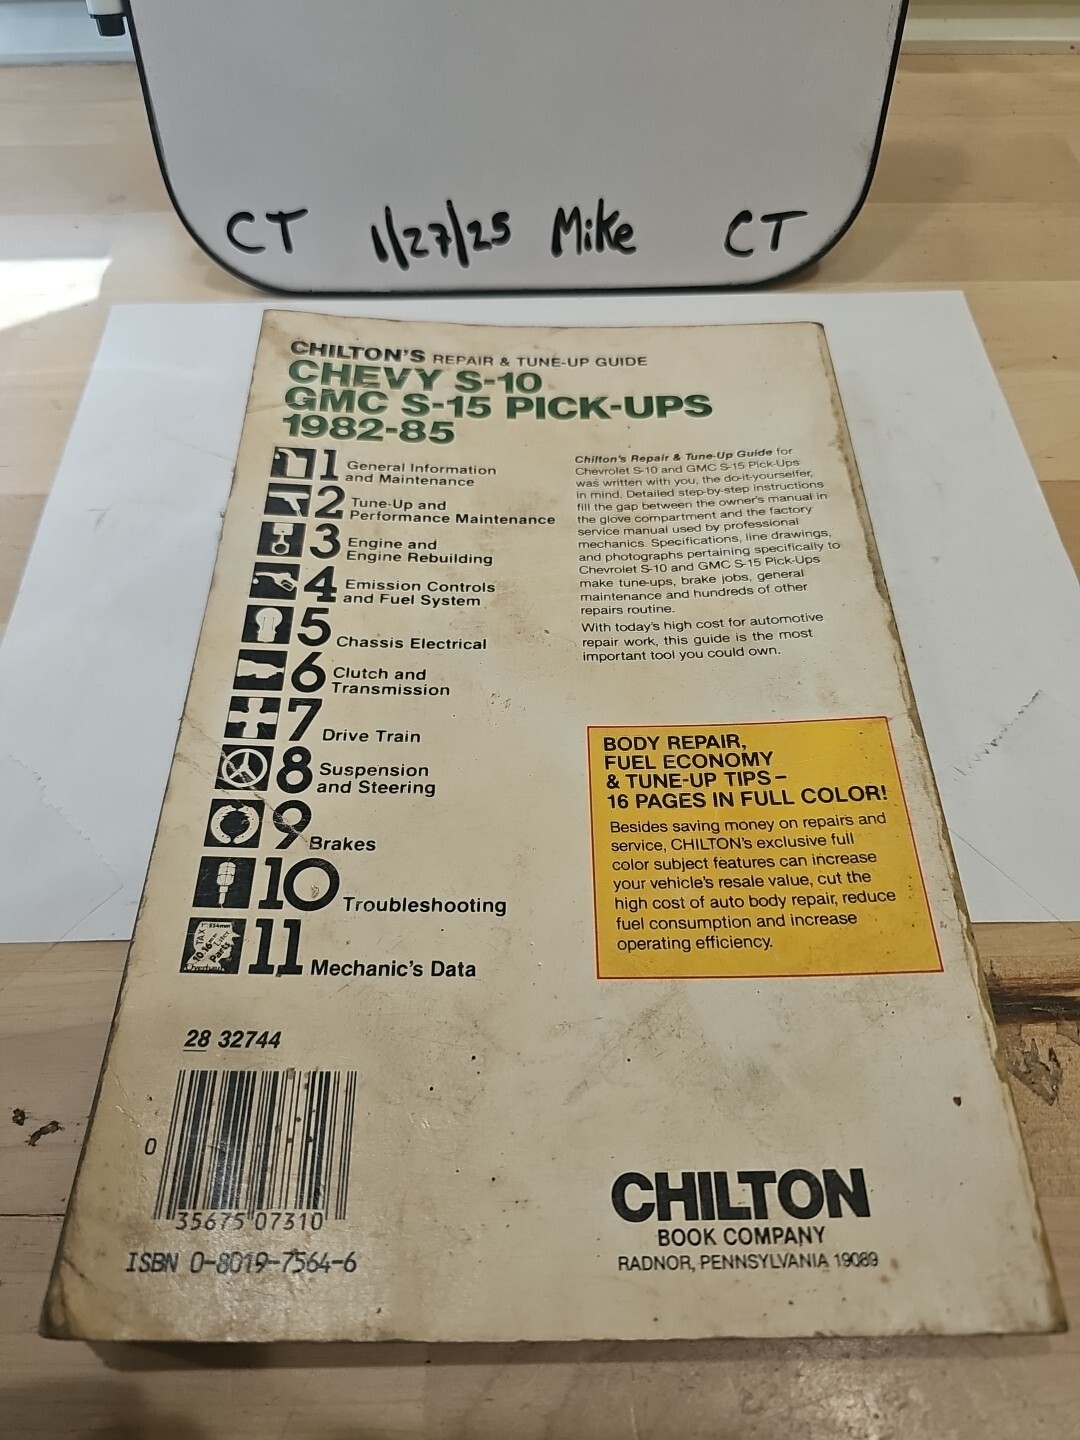 CT 1/27/25 Mike CT
CHILTON'S REPAIR & TUNE-UP GUIDE
CHEVY S-10
GMC S-15 PICK-UPS
1982-85
1 General Information
and Maintenance
2 Tune-Up and
Performance Maintenance
3 Engine and
Engine Rebuilding
4 Emission Controls
and Fuel System
5 Chassis Electrical
6 Clutch and
Transmission
7 Drive Train
8 Suspension
and Steering
9 Brakes
10 Troubleshooting
11 Mechanic's Data
Chilton's Repair & Tune-Up Guide for
Chevrolet S-10 and GMC S-15 Pick-Ups
was written with you, the do-it-yourselfer,
in mind. Detailed step-by-step instructions
fill the gap between the owner's manual in
the glove compartment and the factory
service manual used by professional
mechanics. Specifications, line drawings,
and photographs pertaining specifically to
Chevrolet S-10 and GMC S-15 Pick-Ups
make tune-ups, brake jobs, general
maintenance and hundreds of other
repairs routine.
With today's high cost for automotive
repair work, this guide is the most
important tool you could own.
BODY REPAIR,
FUEL ECONOMY
& TUNE-UP TIPS–
16 PAGES IN FULL COLOR!
Besides saving money on repairs and
service, CHILTON's exclusive full
color subject features can increase
your vehicle's resale value, cut the
high cost of auto body repair, reduce
fuel consumption and increase
operating efficiency.
28 32744
0 35675 07310
ISBN 0-8019-7564-6
CHILTON
BOOK COMPANY
RADNOR, PENNSYLVANIA 19089